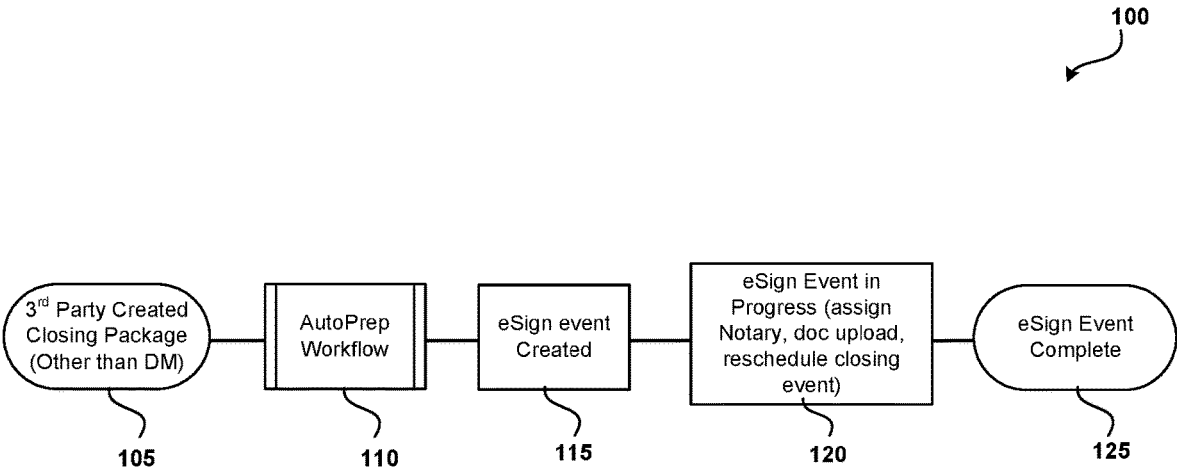 100
3rd Party Created
Closing Package
(Other than DM)
AutoPrep
Workflow
eSign event
Created
eSign Event in
Progress (assign
Notary, doc upload,
reschedule closing
event)
eSign Event
Complete
105
110
115
120
125